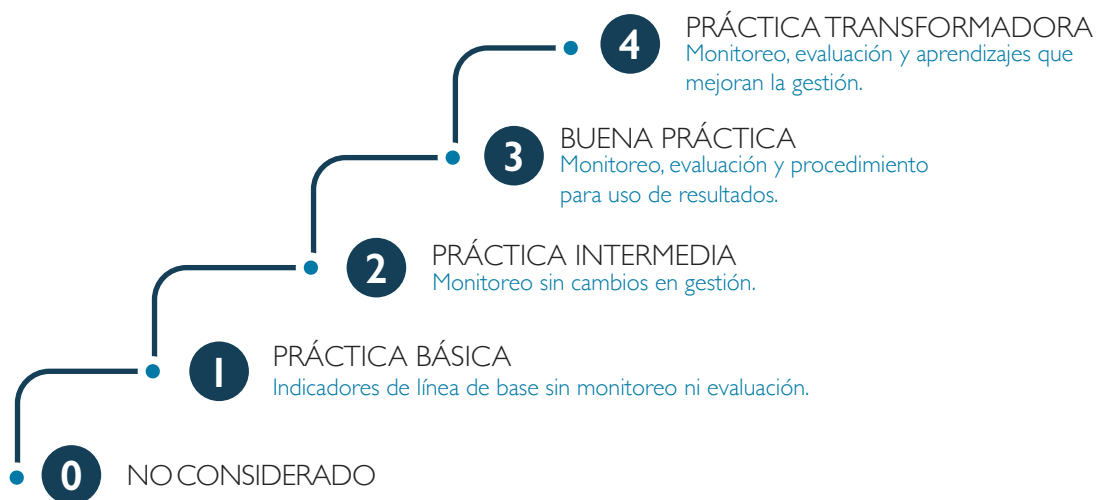 4
PRÁCTICA TRANSFORMADORA
Monitoreo, evaluación y aprendizajes que
mejoran la gestión.
3
BUENA PRÁCTICA
Monitoreo, evaluación y procedimiento
para uso de resultados.
2
PRÁCTICA INTERMEDIA
Monitoreo sin cambios en gestión.
1
PRÁCTICA BÁSICA
Indicadores de línea de base sin monitoreo ni evaluación.
0
NO CONSIDERADO